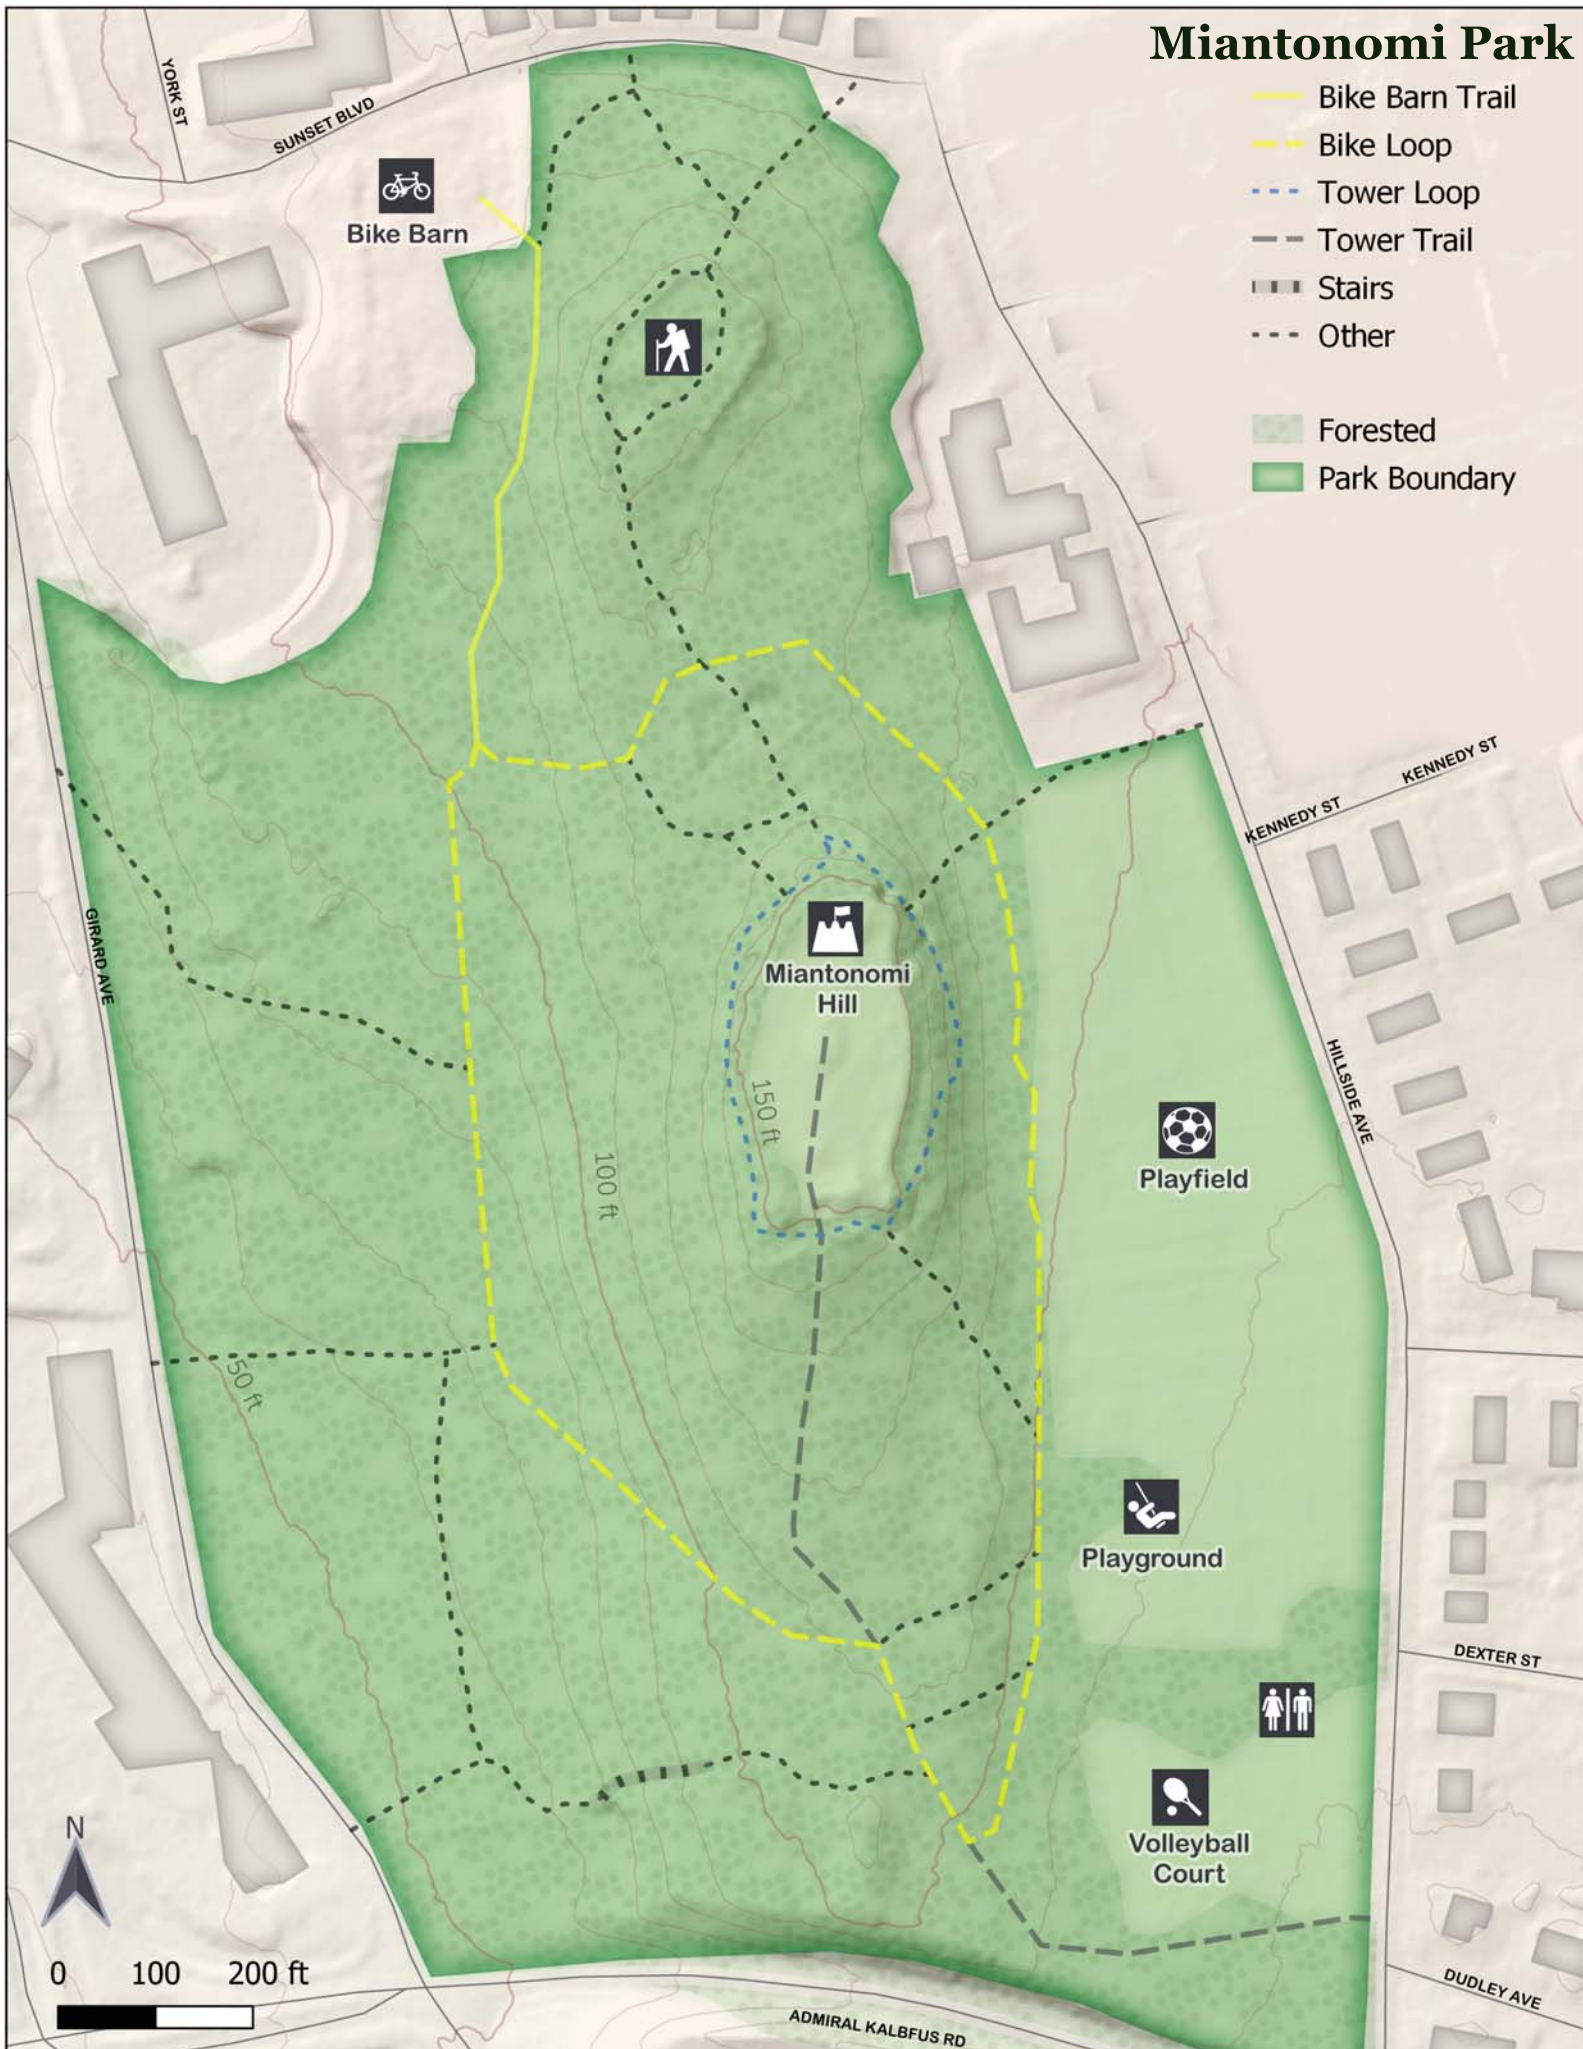 Miantonomi Park
Bike Barn Trail
Bike Loop
Tower Loop
Tower Trail
Stairs
Other
Forested
Park Boundary
YORK ST
SUNSET BLVD
Bike Barn
KENNEDY ST
KENNEDY ST
GIRARD AVE
Miantonomi
Hill
HILLSIDE AVE
150 ft
100 ft
Playfield
50 ft
Playground
DEXTER ST
Volleyball
Court
N
0 100 200 ft
DUDLEY AVE
ADMIRAL KALBFUS RD